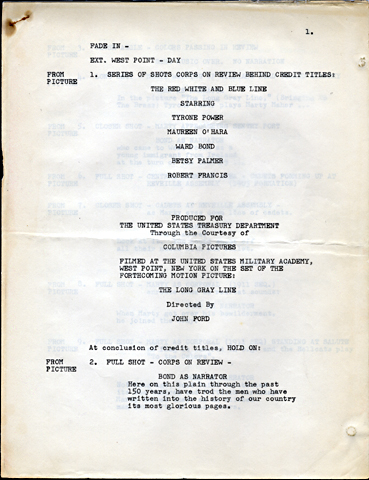 1.
FADE IN -
EXT. WEST POINT - DAY
FROM PICTURE 1. SERIES OF SHOTS CORPS ON REVIEW BEHIND CREDIT TITLES:
THE RED WHITE AND BLUE LINE
STARRING
TYRONE POWER
MAUREEN O'HARA
WARD BOND
BETSY PALMER
ROBERT FRANCIS
PRODUCED FOR
THE UNITED STATES TREASURY DEPARTMENT
Through the Courtesy of
COLUMBIA PICTURES
FILMED AT THE UNITED STATES MILITARY ACADEMY,
WEST POINT, NEW YORK ON THE SET OF THE
FORTHCOMING MOTION PICTURE:
THE LONG GRAY LINE
Directed By
JOHN FORD
At conclusion of credit titles, HOLD ON:
FROM PICTURE 2. FULL SHOT - CORPS ON REVIEW -
BOND AS NARRATOR
Here on this plain through the past
150 years, have trod the men who have
written into the history of our country
its most glorious pages.